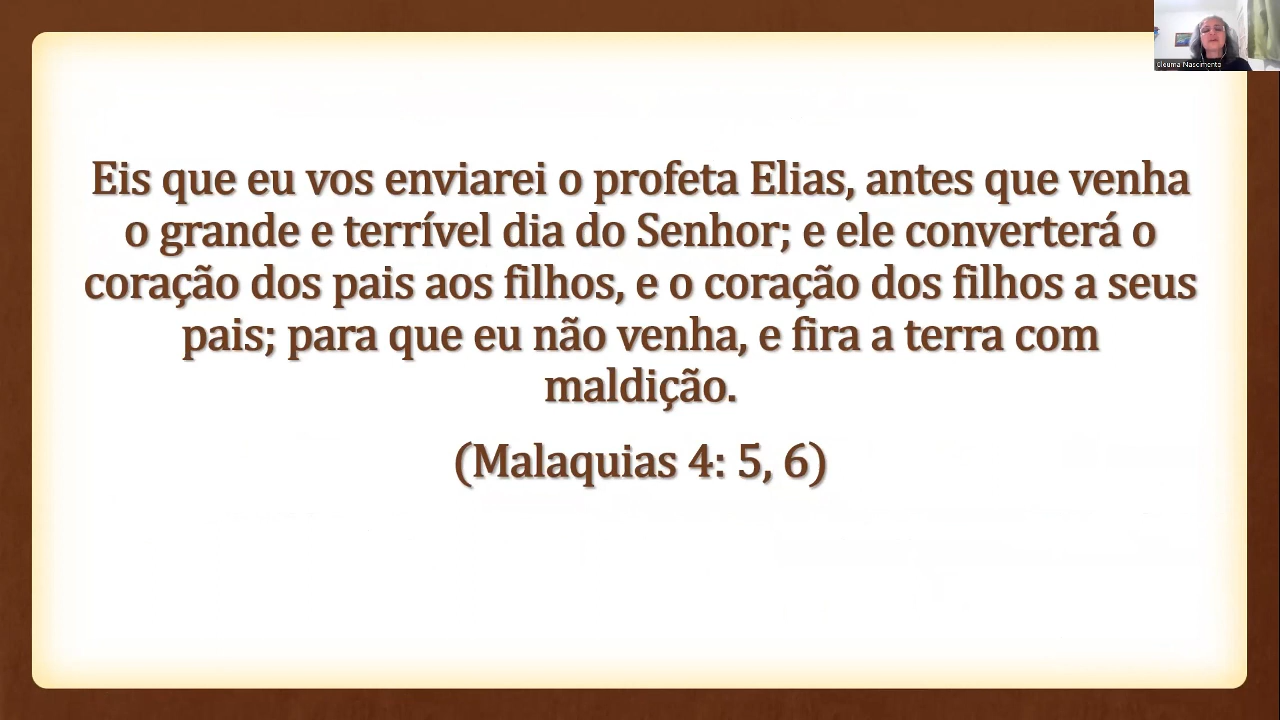 Cleuma Nascimento
Eis que eu vos enviarei o profeta Elias, antes que venha
o grande e terrível dia do Senhor; e ele converterá o
coração dos pais aos filhos, e o coração dos filhos a seus
pais; para que eu não venha, e fira a terra com
maldição.
(Malaquias 4: 5, 6)